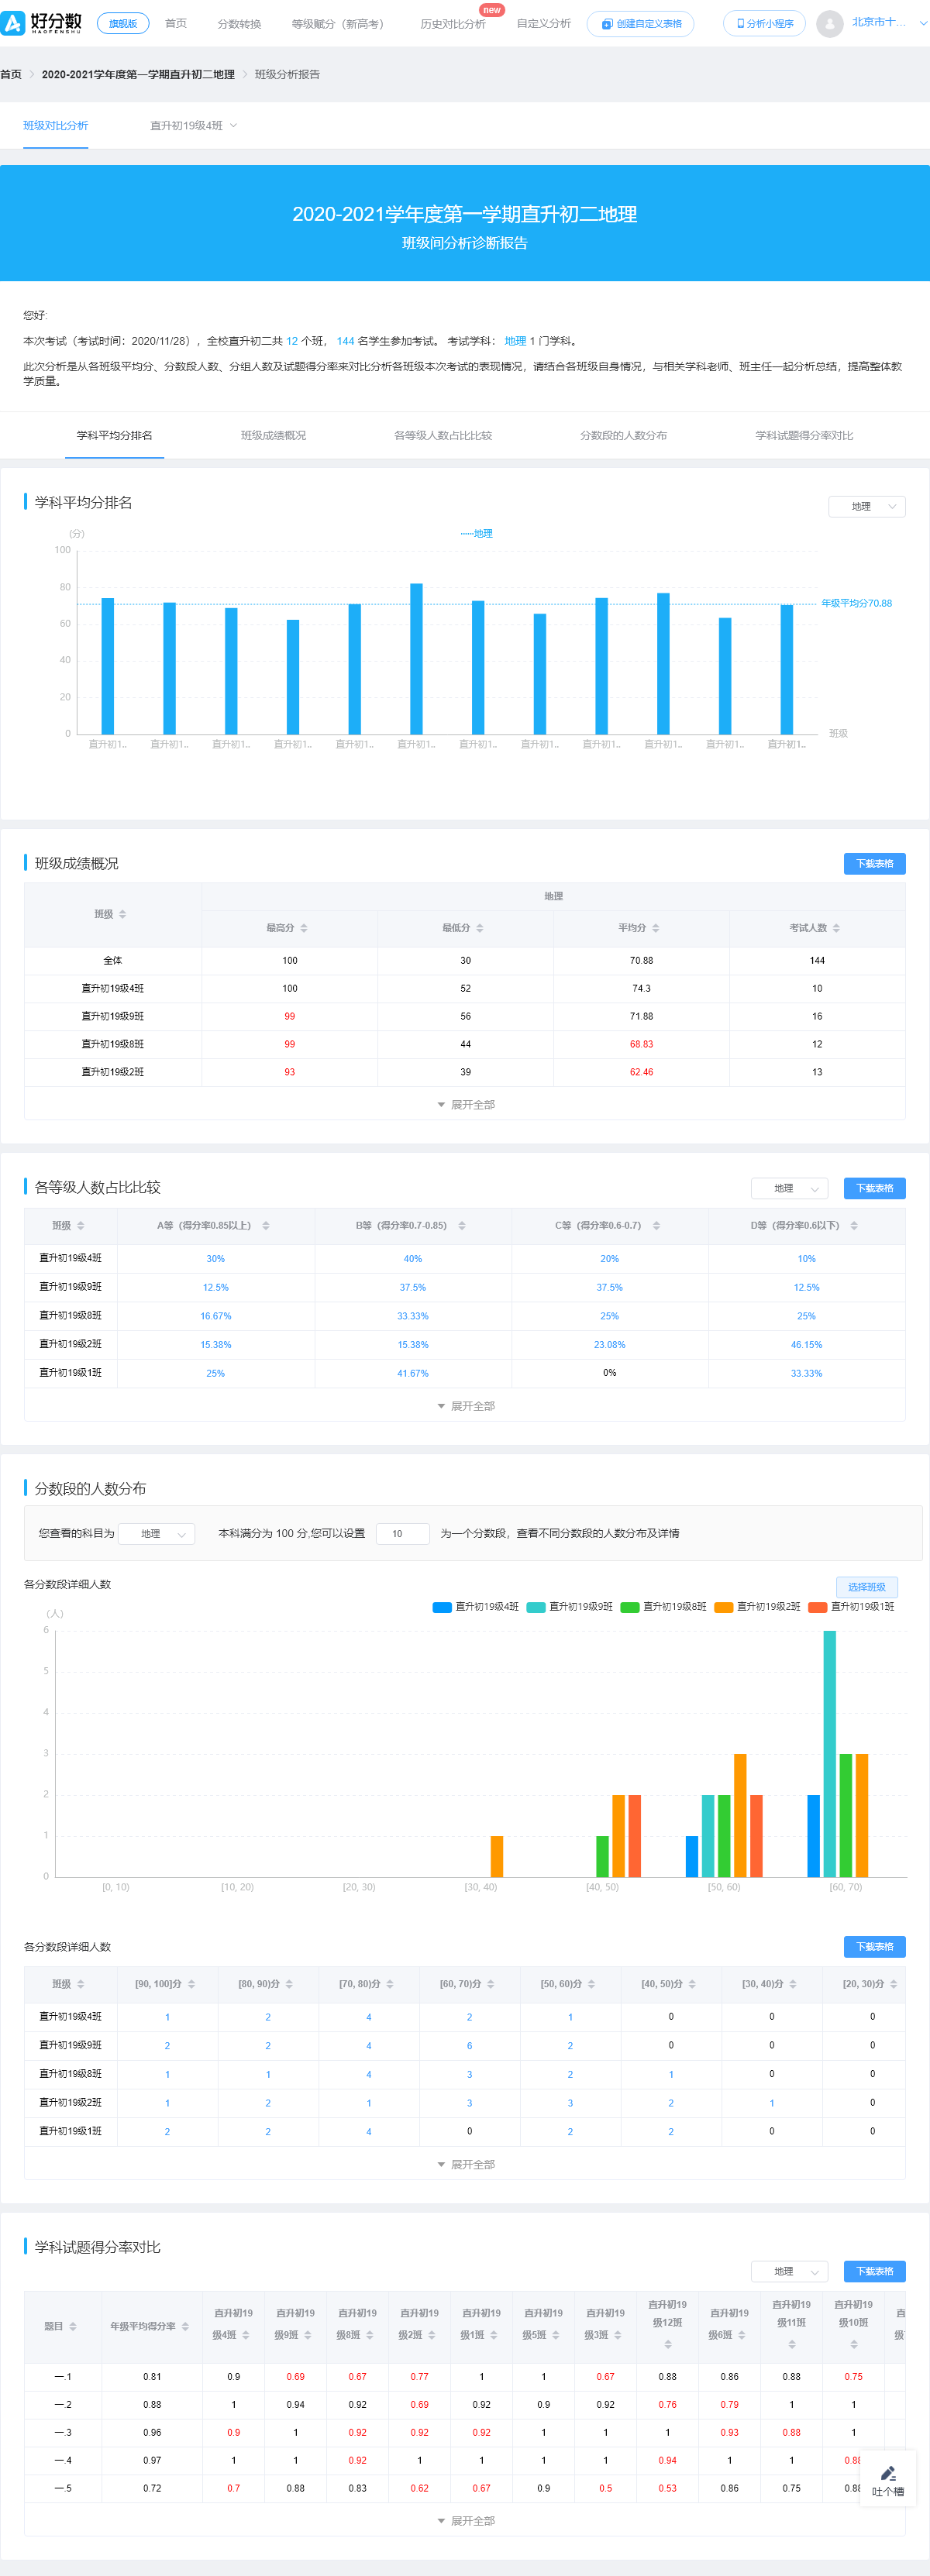 好分数
HAOFENSHU
旗舰版 首页 分数转换 等级赋分（新高考） 历史对比分析 new 自定义分析 创建自定义表格 分析小程序 北京市十...
首页 > 2020-2021学年度第一学期直升初二地理 > 班级分析报告
班级对比分析 直升初19级4班
2020-2021学年度第一学期直升初二地理
班级间分析诊断报告
您好:
本次考试（考试时间：2020/11/28），全校直升初二共 12 个班， 144 名学生参加考试。 考试学科： 地理 1 门学科。
此次分析是从各班级平均分、分数段人数、分组人数及试题得分率来对比分析各班级本次考试的表现情况，请结合各班级自身情况，与相关学科老师、班主任一起分析总结，提高整体教
学质量。
学科平均分排名 班级成绩概况 各等级人数占比比较 分数段的人数分布 学科试题得分率对比
学科平均分排名
地理
(分)
地理
100
80
年级平均分70.88
60
40
20
0
班级
直升初1.. 直升初1.. 直升初1.. 直升初1.. 直升初1.. 直升初1.. 直升初1.. 直升初1.. 直升初1.. 直升初1.. 直升初1.. 直升初1..
班级成绩概况 下载表格
班级 地理
最高分 最低分 平均分 考试人数
全体 100 30 70.88 144
直升初19级4班 100 52 74.3 10
直升初19级9班 99 56 71.88 16
直升初19级8班 99 44 68.83 12
直升初19级2班 93 39 62.46 13
展开全部
各等级人数占比比较 地理 下载表格
班级 A等（得分率0.85以上） B等（得分率0.7-0.85） C等（得分率0.6-0.7） D等（得分率0.6以下）
直升初19级4班 30% 40% 20% 10%
直升初19级9班 12.5% 37.5% 37.5% 12.5%
直升初19级8班 16.67% 33.33% 25% 25%
直升初19级2班 15.38% 15.38% 23.08% 46.15%
直升初19级1班 25% 41.67% 0% 33.33%
展开全部
分数段的人数分布
您查看的科目为 地理 本科满分为 100 分,您可以设置 10 为一个分数段，查看不同分数段的人数分布及详情
各分数段详细人数 选择班级
直升初19级4班 直升初19级9班 直升初19级8班 直升初19级2班 直升初19级1班
(人)
6
5
4
3
2
1
0
[0, 10) [10, 20) [20, 30) [30, 40) [40, 50) [50, 60) [60, 70)
各分数段详细人数 下载表格
班级 [90, 100]分 [80, 90)分 [70, 80)分 [60, 70)分 [50, 60)分 [40, 50)分 [30, 40)分 [20, 30)分
直升初19级4班 1 2 4 2 1 0 0 0
直升初19级9班 2 2 4 6 2 0 0 0
直升初19级8班 1 1 4 3 2 1 0 0
直升初19级2班 1 2 1 3 3 2 1 0
直升初19级1班 2 2 4 0 2 2 0 0
展开全部
学科试题得分率对比
地理 下载表格
题目 年级平均得分率 直升初19级4班 直升初19级9班 直升初19级8班 直升初19级2班 直升初19级1班 直升初19级5班 直升初19级3班 直升初19级12班 直升初19级6班 直升初19级11班 直升初19级10班
一.1 0.81 0.9 0.69 0.67 0.77 1 1 0.67 0.88 0.86 0.88 0.75
一.2 0.88 1 0.94 0.92 0.69 0.92 0.9 0.92 0.76 0.79 1 1
一.3 0.96 0.9 1 0.92 0.92 0.92 1 1 1 0.93 0.88 1
一.4 0.97 1 1 0.92 1 1 1 1 0.94 1 1 0.88
一.5 0.72 0.7 0.88 0.83 0.62 0.67 0.9 0.5 0.53 0.86 0.75 0.88
展开全部
吐个槽